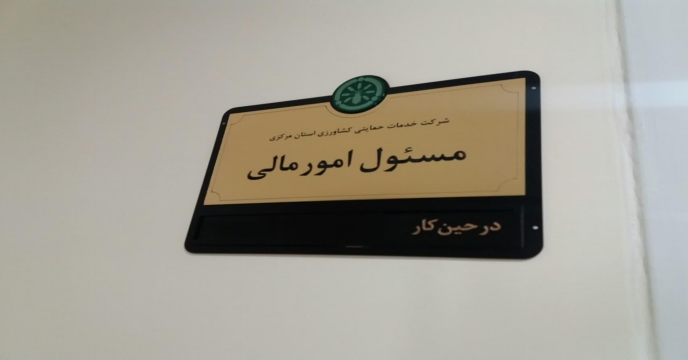 شرکت خدمات حمایتی کشاورزی استان مرکزی
مسئول امور مالی
در حین کار